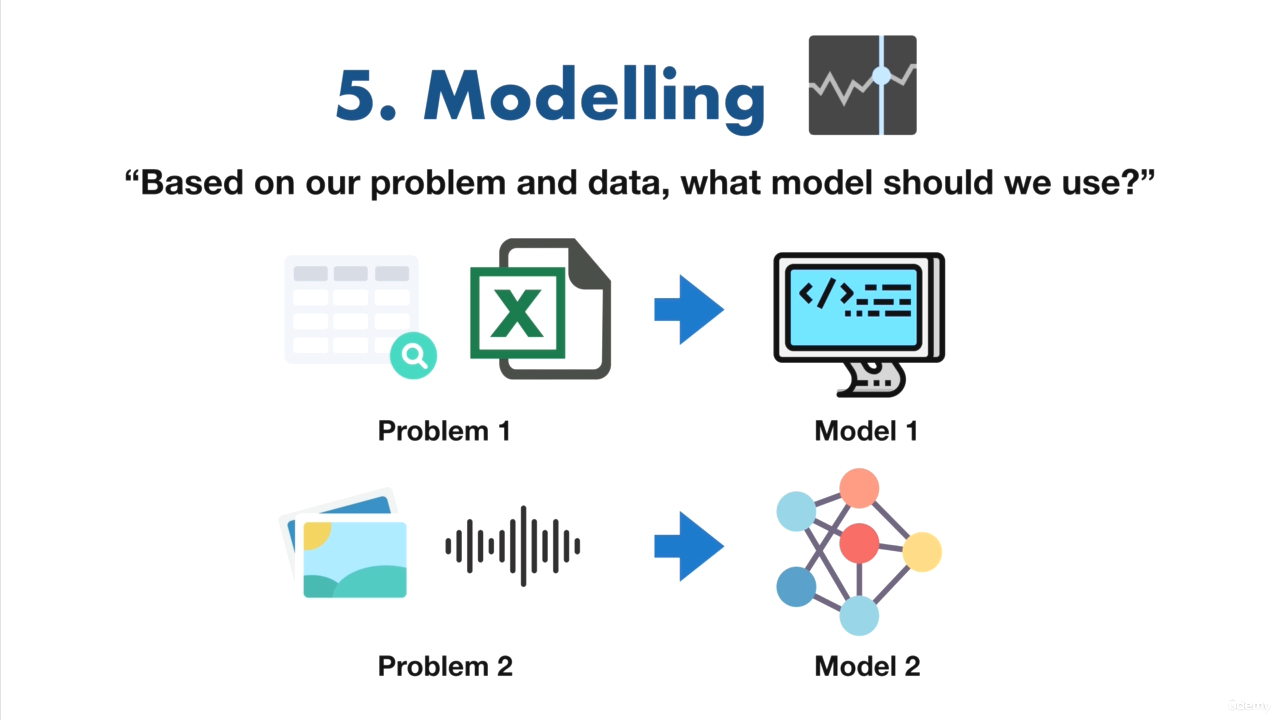 5. Modelling
“Based on our problem and data, what model should we use?”
X
</>
Problem 1
Model 1
Problem 2
Model 2
ûdemy